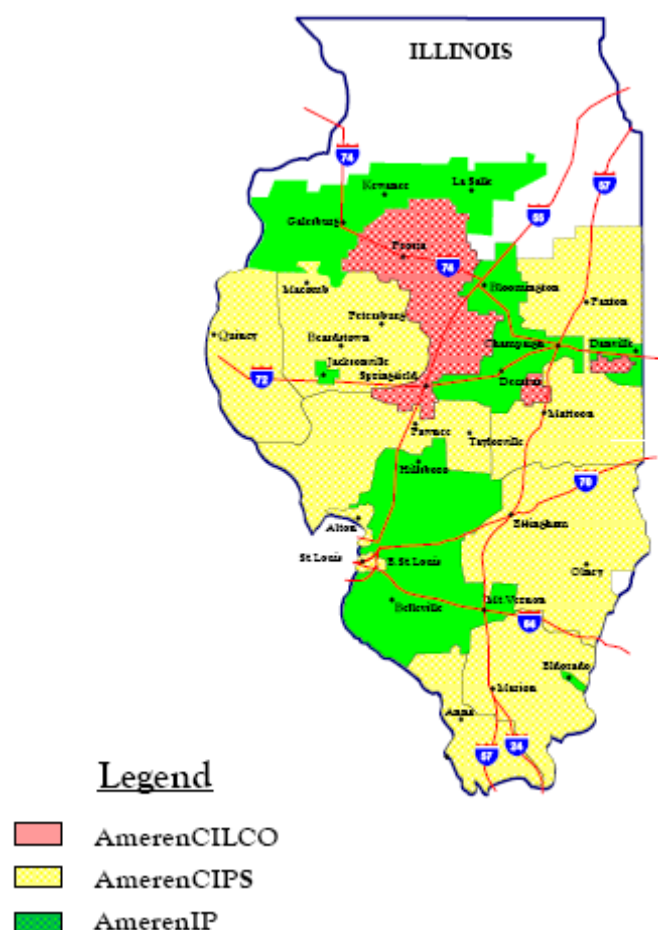 ILLINOIS
74
Kewanee
La Salle
57
Galesburg
55
Peoria
74
Bloomington
Macomb
Paxton
Petersburg
Quincy
Beardstown
Champaign
Danville
Jacksonville
Springfield
72
Decatur
Mattoon
Pawnee
Taylorville
Hillsboro
70
Alton
Effingham
St. Louis
E. St. Louis
Olney
Belleville
Mt. Vernon
64
Eldorado
Marion
Anna
57
24
Legend
AmerenCILCO
AmerenCIPS
AmerenIP